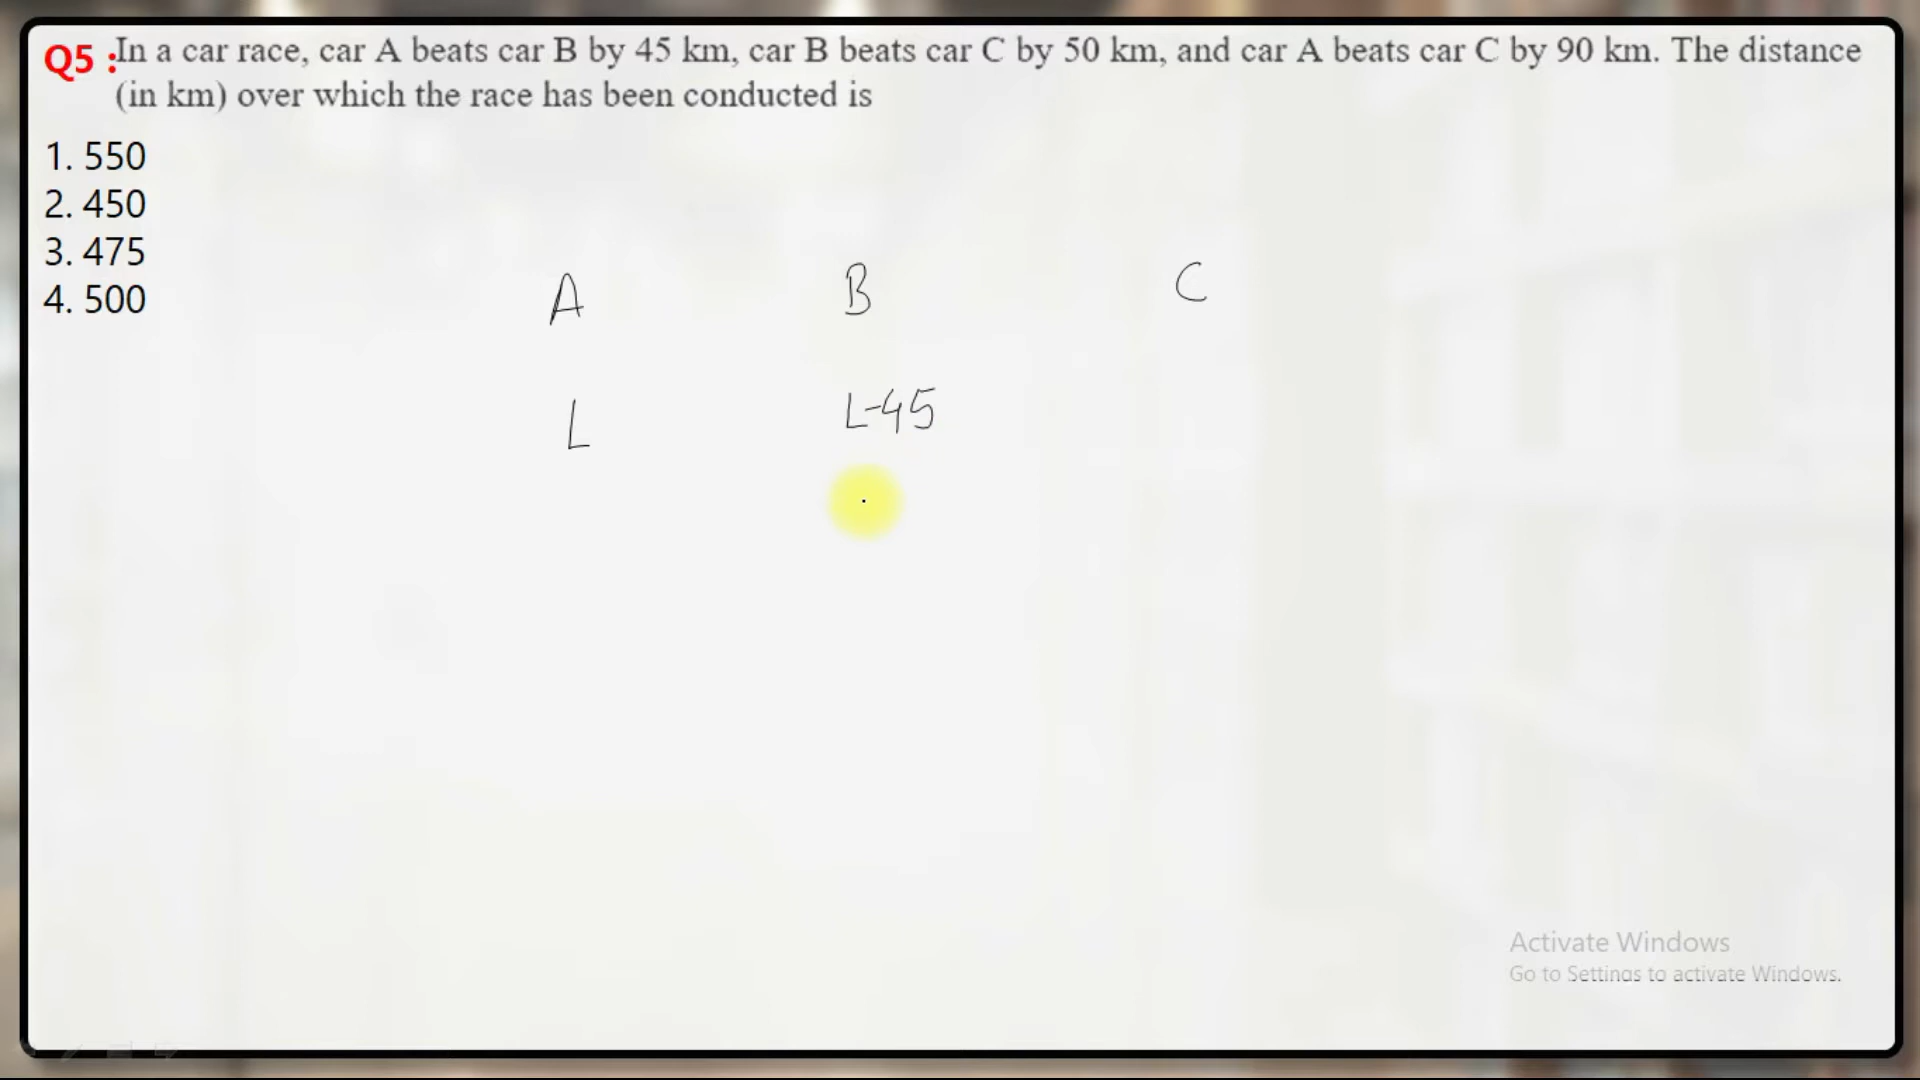 Q5 : In a car race, car A beats car B by 45 km, car B beats car C by 50 km, and car A beats car C by 90 km. The distance
(in km) over which the race has been conducted is
1. 550
2. 450
3. 475
4. 500
A B C
L L-45
Activate Windows
Go to Settings to activate Windows.